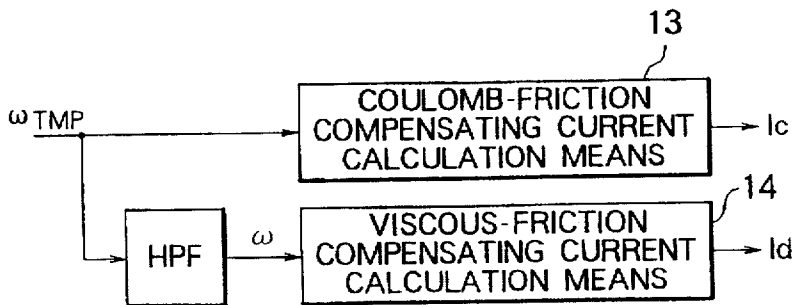 13
COULOMB-FRICTION
COMPENSATING CURRENT
CALCULATION MEANS
ωTMP
Ic
14
VISCOUS-FRICTION
COMPENSATING CURRENT
CALCULATION MEANS
HPF
ω
Id